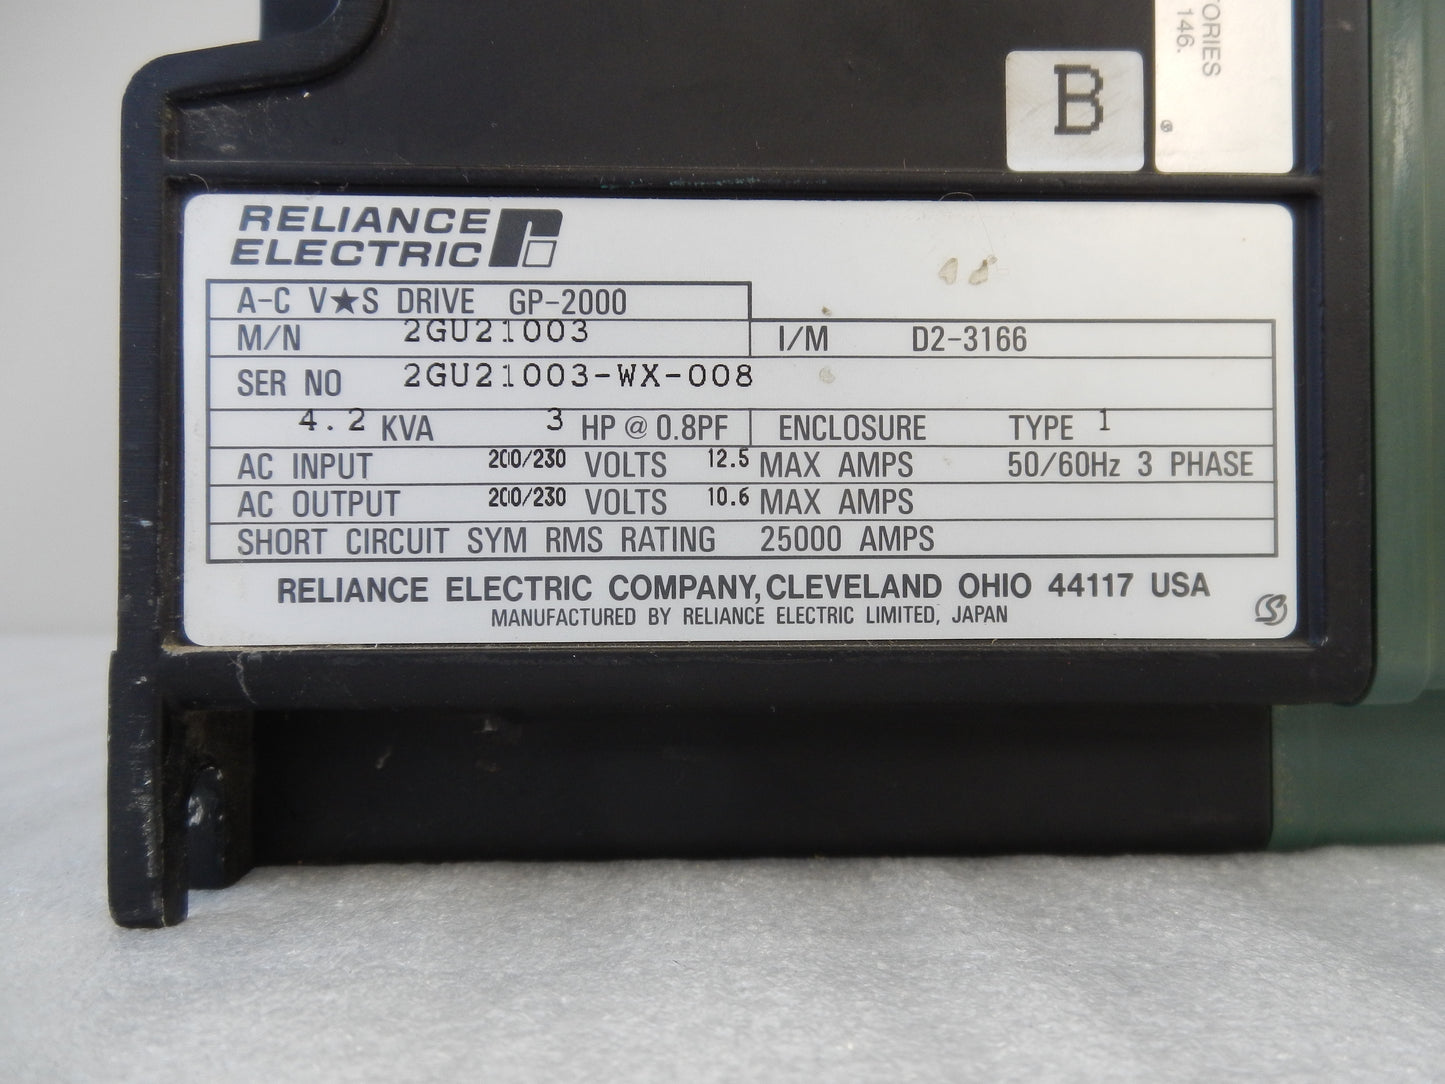 TORIES
146.
B
RELIANCE
ELECTRIC
A-C V★S DRIVE GP-2000
M/N 2GU21003 I/M D2-3166
SER NO 2GU21003-WX-008
4.2 KVA 3 HP @ 0.8PF ENCLOSURE TYPE 1
AC INPUT 200/230 VOLTS 12.5 MAX AMPS 50/60Hz 3 PHASE
AC OUTPUT 200/230 VOLTS 10.6 MAX AMPS
SHORT CIRCUIT SYM RMS RATING 25000 AMPS
RELIANCE ELECTRIC COMPANY, CLEVELAND OHIO 44117 USA
MANUFACTURED BY RELIANCE ELECTRIC LIMITED, JAPAN